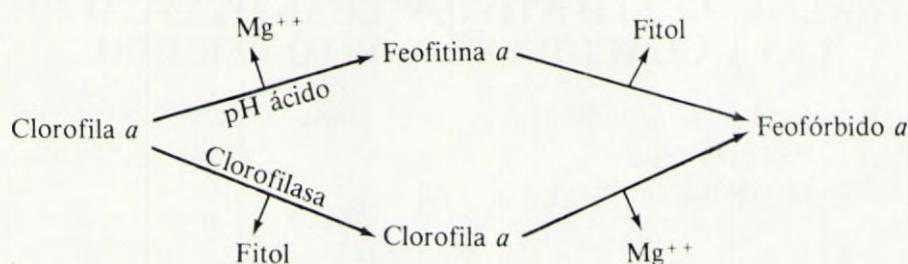 Mg++
Fitol
Feofitina a
pH ácido
Clorofila a
Feofórbido a
Clorofilasa
Fitol
Clorofila a
Mg++